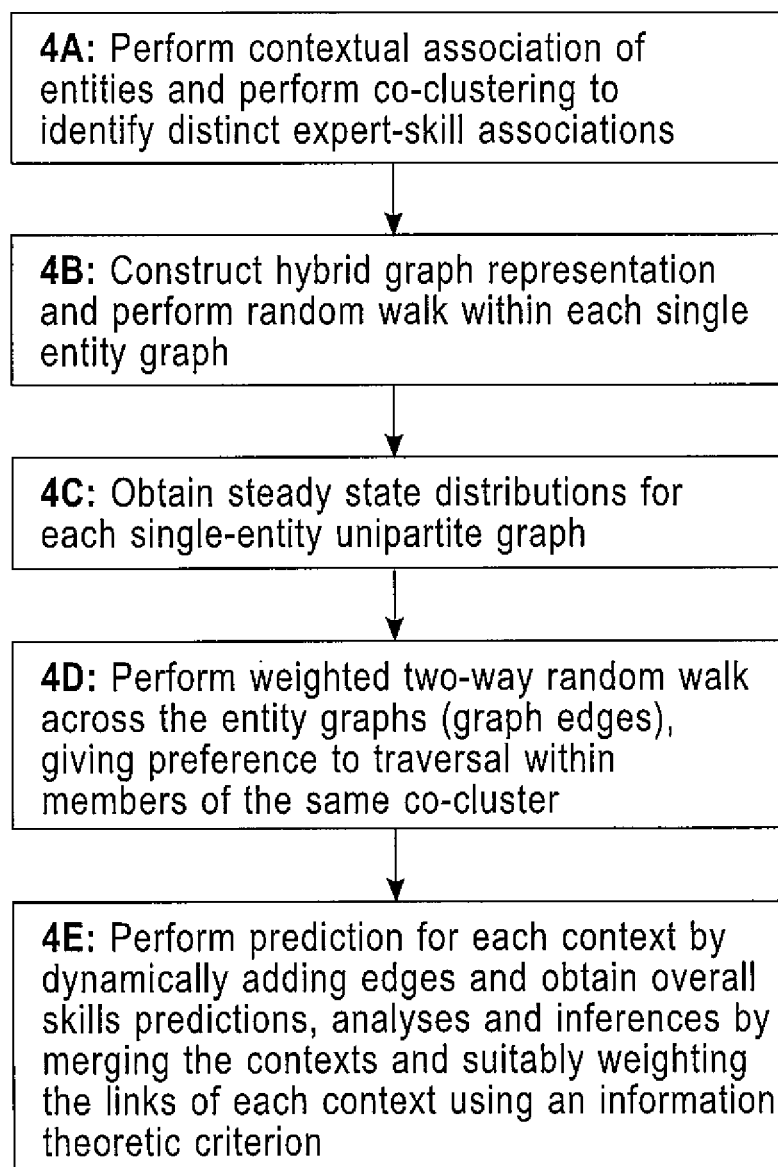 4A: Perform contextual association of
entities and perform co-clustering to
identify distinct expert-skill associations
4B: Construct hybrid graph representation
and perform random walk within each single
entity graph
4C: Obtain steady state distributions for
each single-entity unipartite graph
4D: Perform weighted two-way random walk
across the entity graphs (graph edges),
giving preference to traversal within
members of the same co-cluster
4E: Perform prediction for each context by
dynamically adding edges and obtain overall
skills predictions, analyses and inferences by
merging the contexts and suitably weighting
the links of each context using an information
theoretic criterion